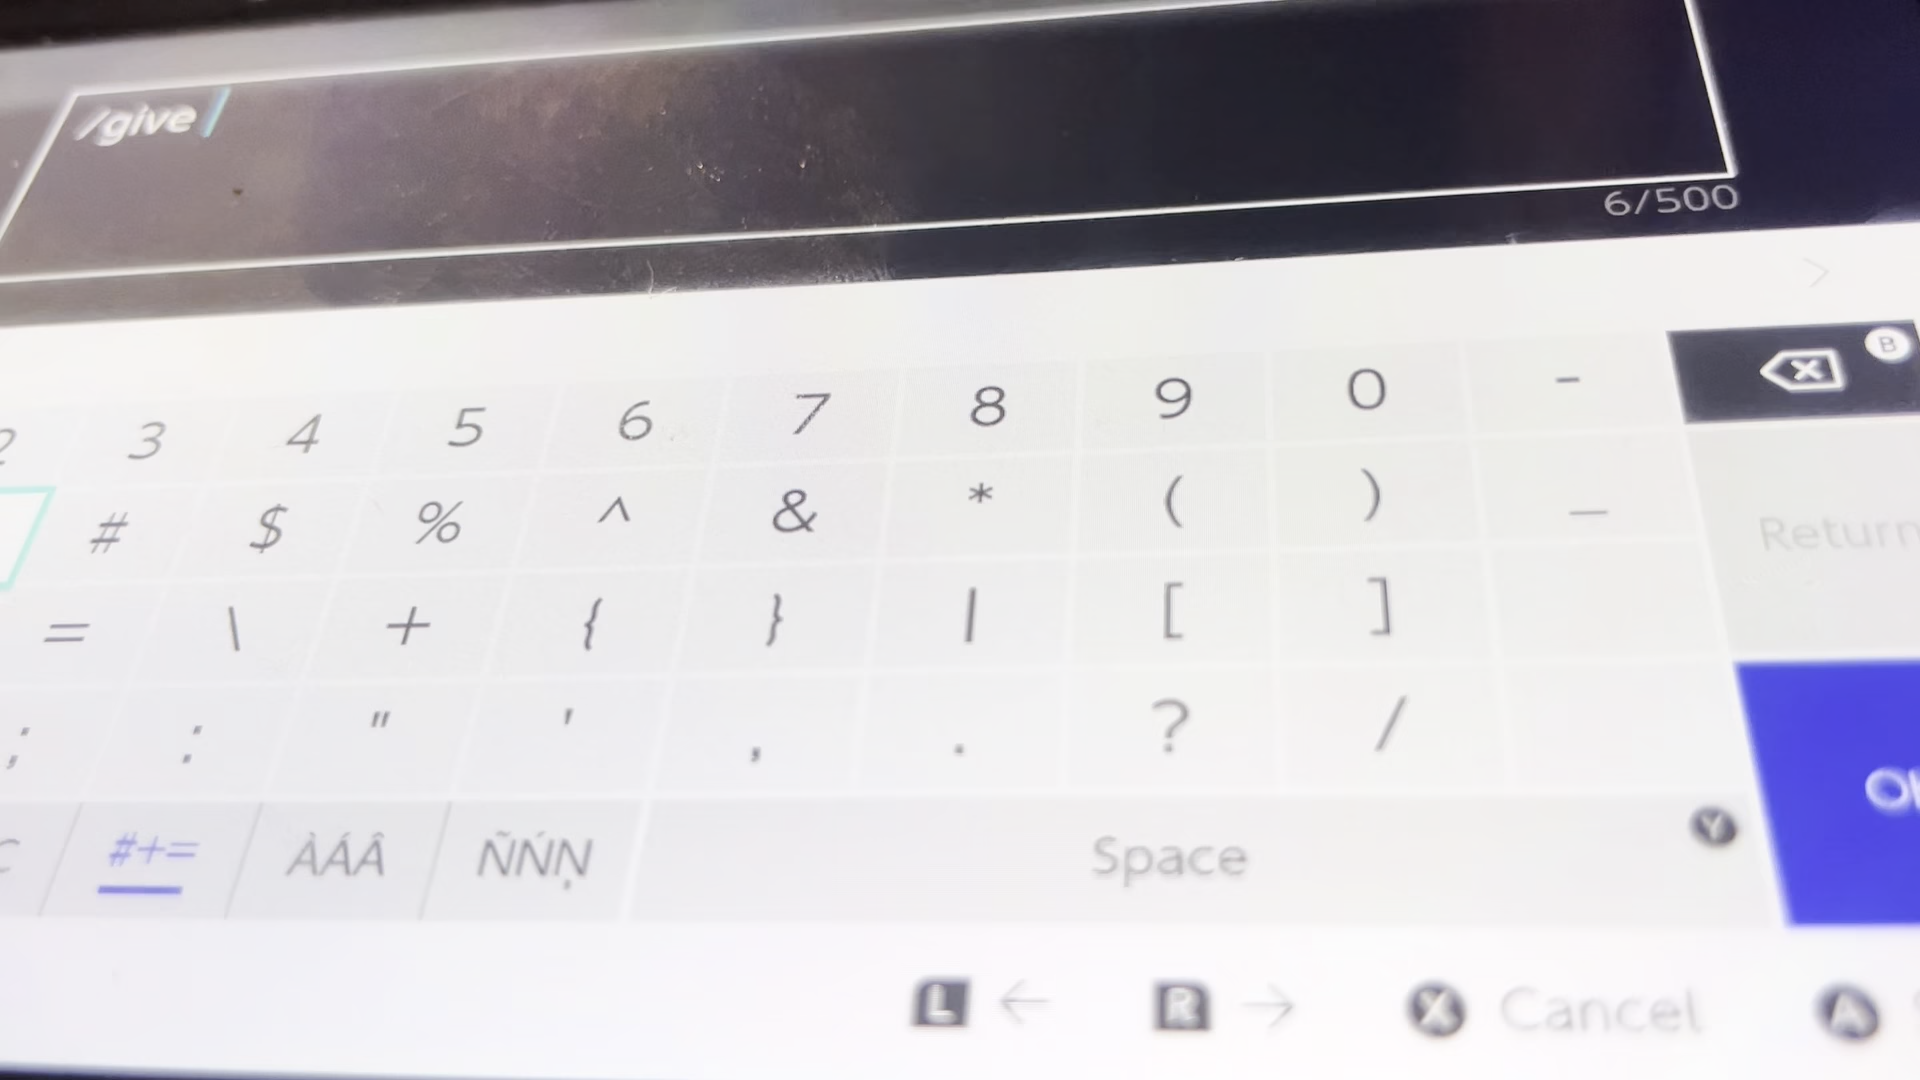 /give
6/500
B
2 3 4 5 6 7 8 9 0 -
# $ % ^ & * ( ) _
Return
= \ + { } | [ ]
; : " ' , . ? /
#+= ÀÁÂ ÑŃŅ Space Y
L ← R → X Cancel A